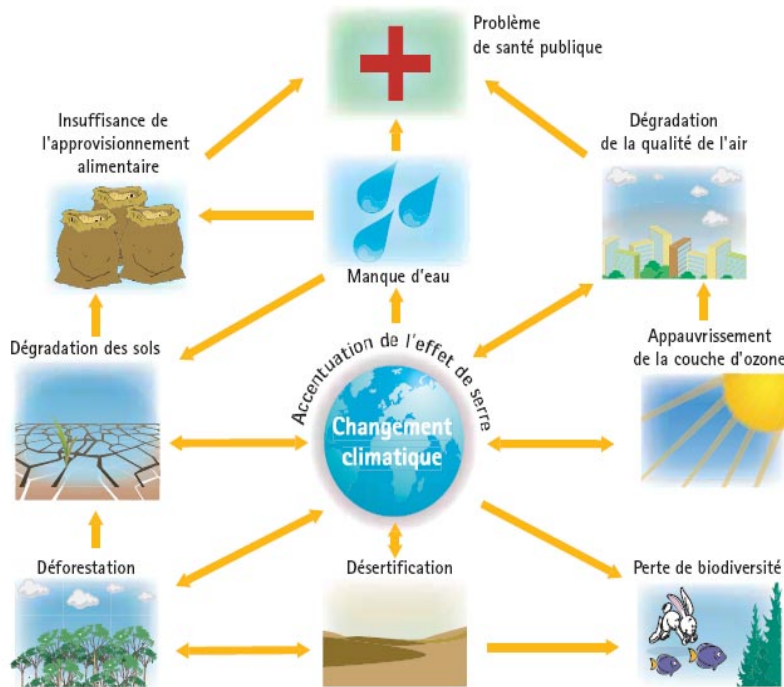 Problème
de santé publique
Insuffisance de
l'approvisionnement
alimentaire
Dégradation
de la qualité de l'air
Manque d'eau
Dégradation des sols
Appauvrissement
de la couche d'ozone
Accentuation de l'effet de serre
Changement
climatique
Déforestation
Désertification
Perte de biodiversité